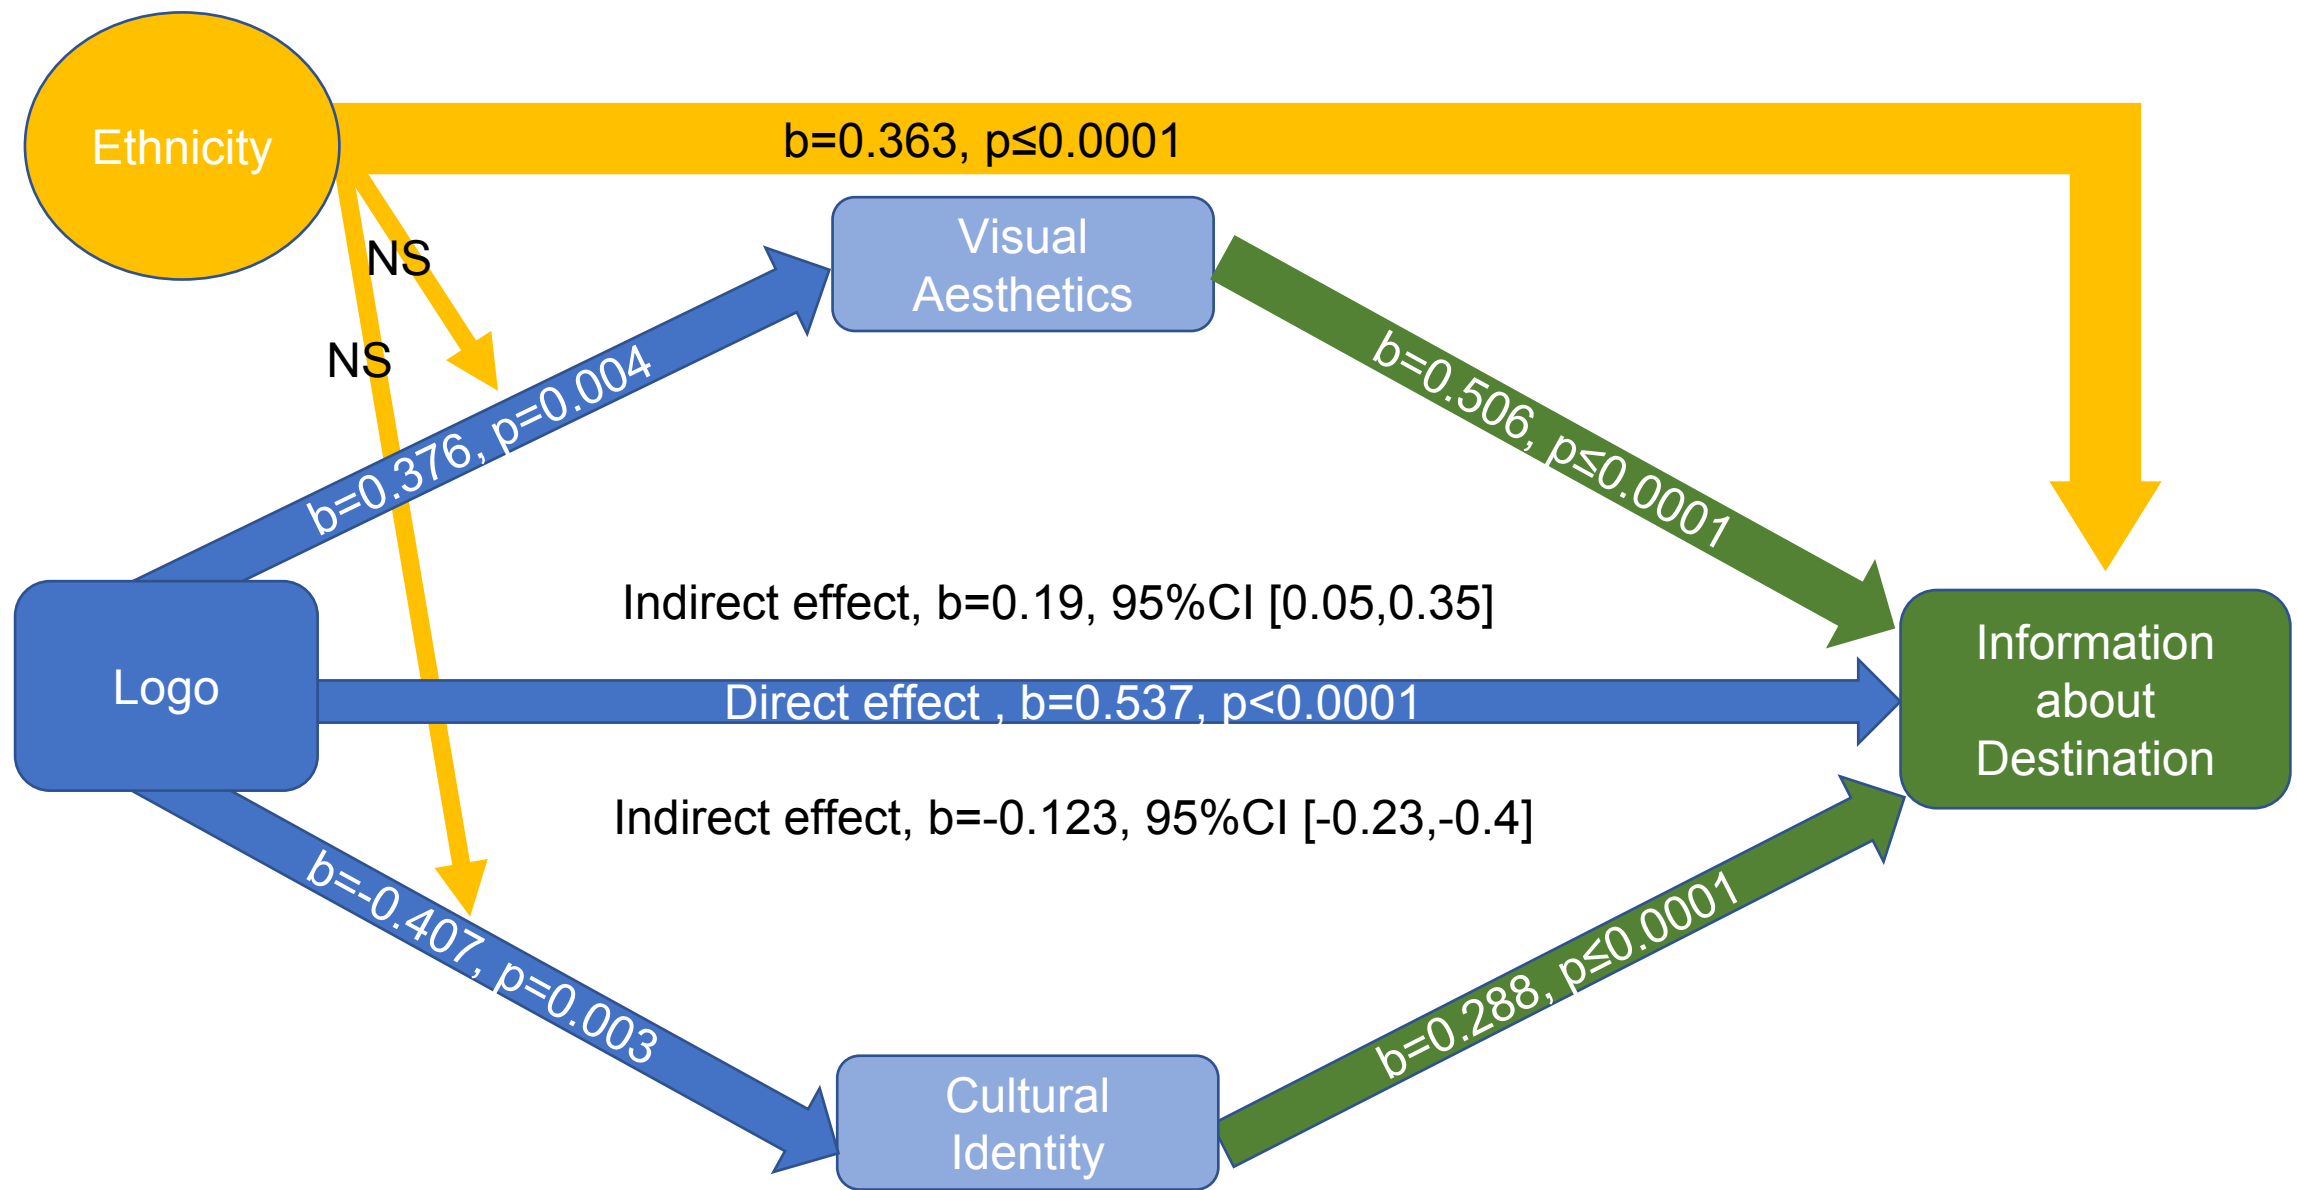 Ethnicity
b=0.363, p≤0.0001
Visual
Aesthetics
NS
NS
b=0.376, p=0.004
b=0.506, p≤0.0001
Indirect effect, b=0.19, 95%CI [0.05,0.35]
Logo
Direct effect , b=0.537, p<0.0001
Information
about
Destination
Indirect effect, b=-0.123, 95%CI [-0.23,-0.4]
b=-0.407, p=0.003
b=0.288, p≤0.0001
Cultural
Identity